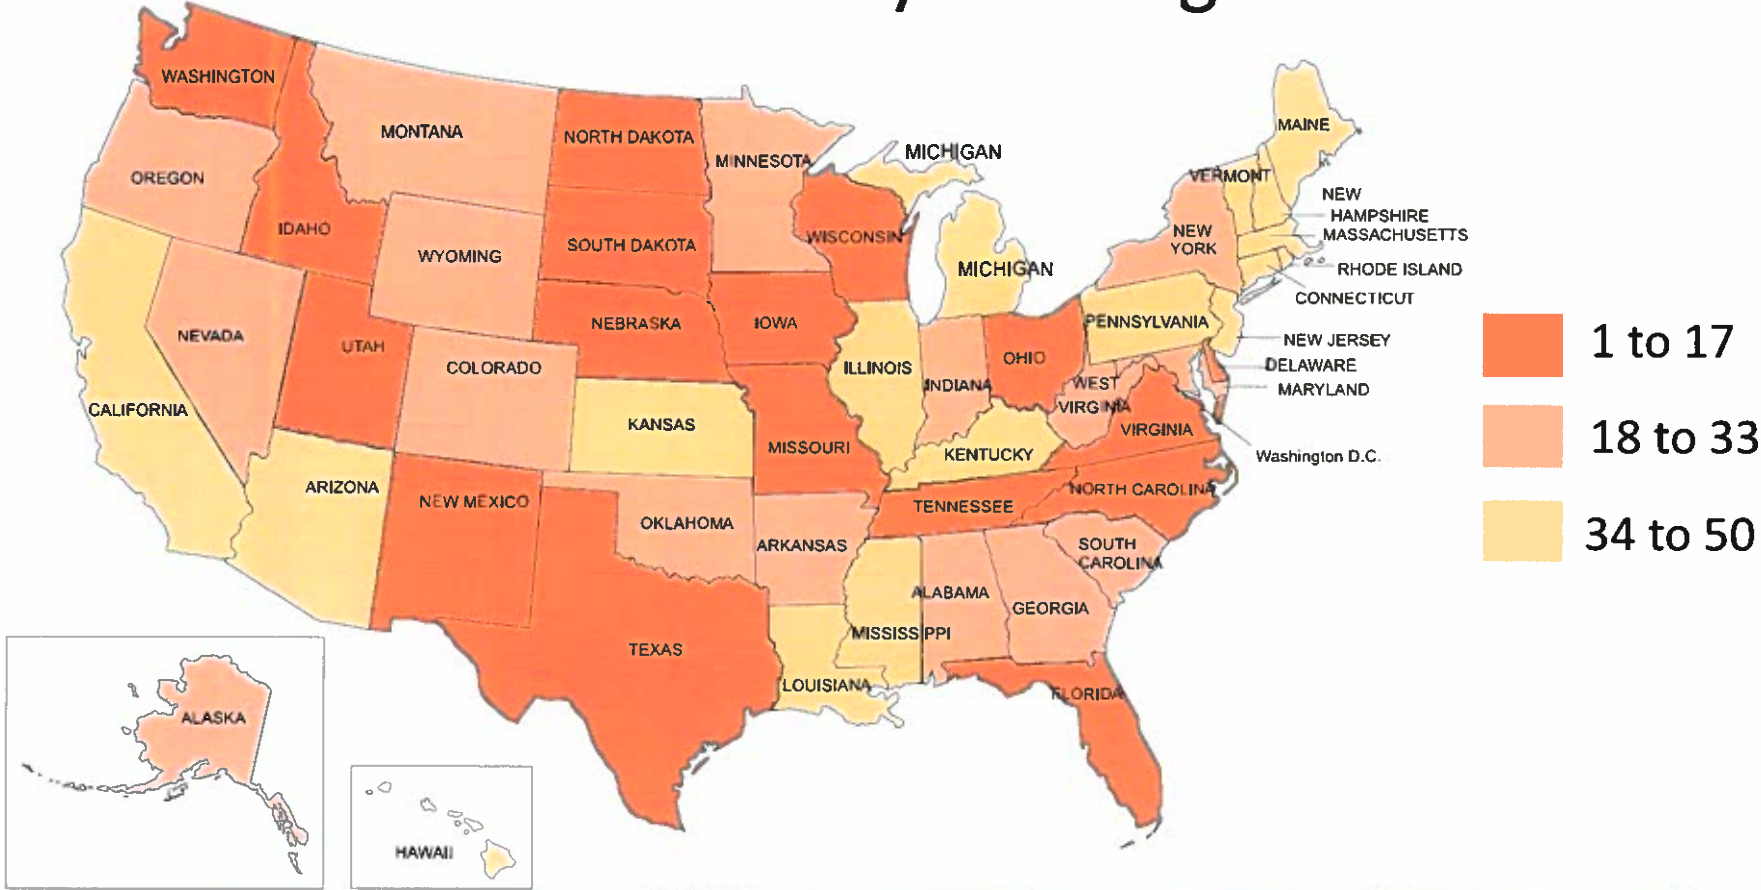 WASHINGTON
MONTANA
NORTH DAKOTA
MINNESOTA
MICHIGAN
MAINE
OREGON
VERMONT
NEW
HAMPSHIRE
MASSACHUSETTS
IDAHO
WYOMING
SOUTH DAKOTA
WISCONSIN
MICHIGAN
NEW
YORK
RHODE ISLAND
CONNECTICUT
NEVADA
UTAH
NEBRASKA
IOWA
PENNSYLVANIA
NEW JERSEY
COLORADO
ILLINOIS
INDIANA
OHIO
DELAWARE
MARYLAND
WEST
VIRGINIA
CALIFORNIA
KANSAS
MISSOURI
KENTUCKY
VIRGINIA
Washington D.C.
ARIZONA
NEW MEXICO
OKLAHOMA
ARKANSAS
TENNESSEE
NORTH CAROLINA
SOUTH
CAROLINA
TEXAS
LOUISIANA
MISSISSIPPI
ALABAMA
GEORGIA
FLORIDA
ALASKA
HAWAII
1 to 17
18 to 33
34 to 50